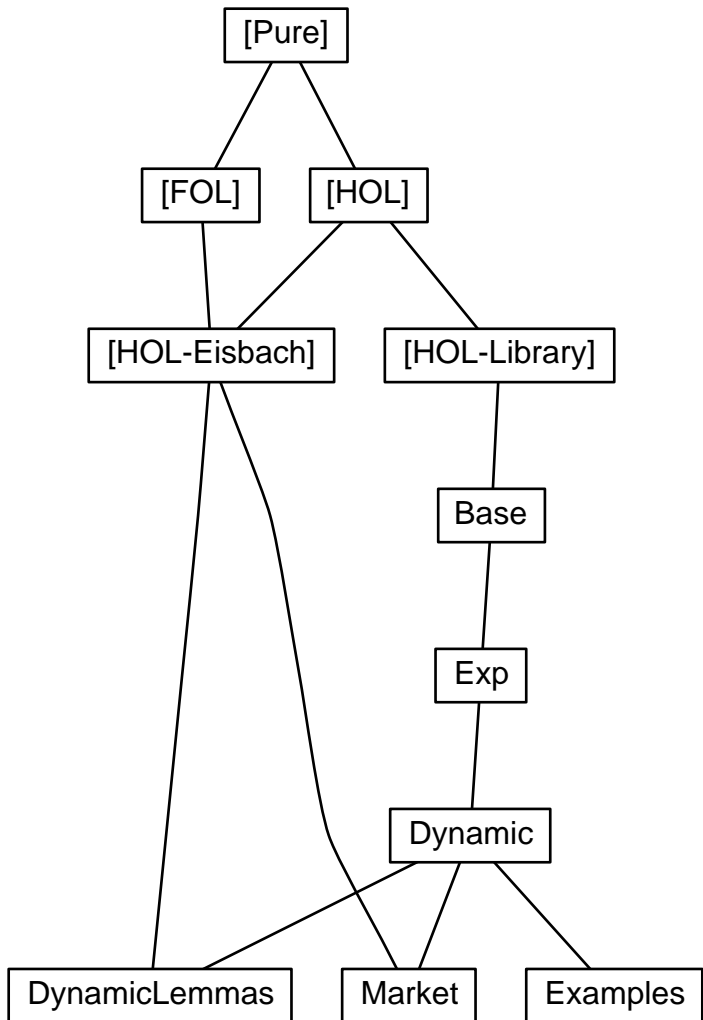 [Pure]
[FOL]
[HOL]
[HOL-Eisbach]
[HOL-Library]
Base
Exp
Dynamic
DynamicLemmas
Market
Examples